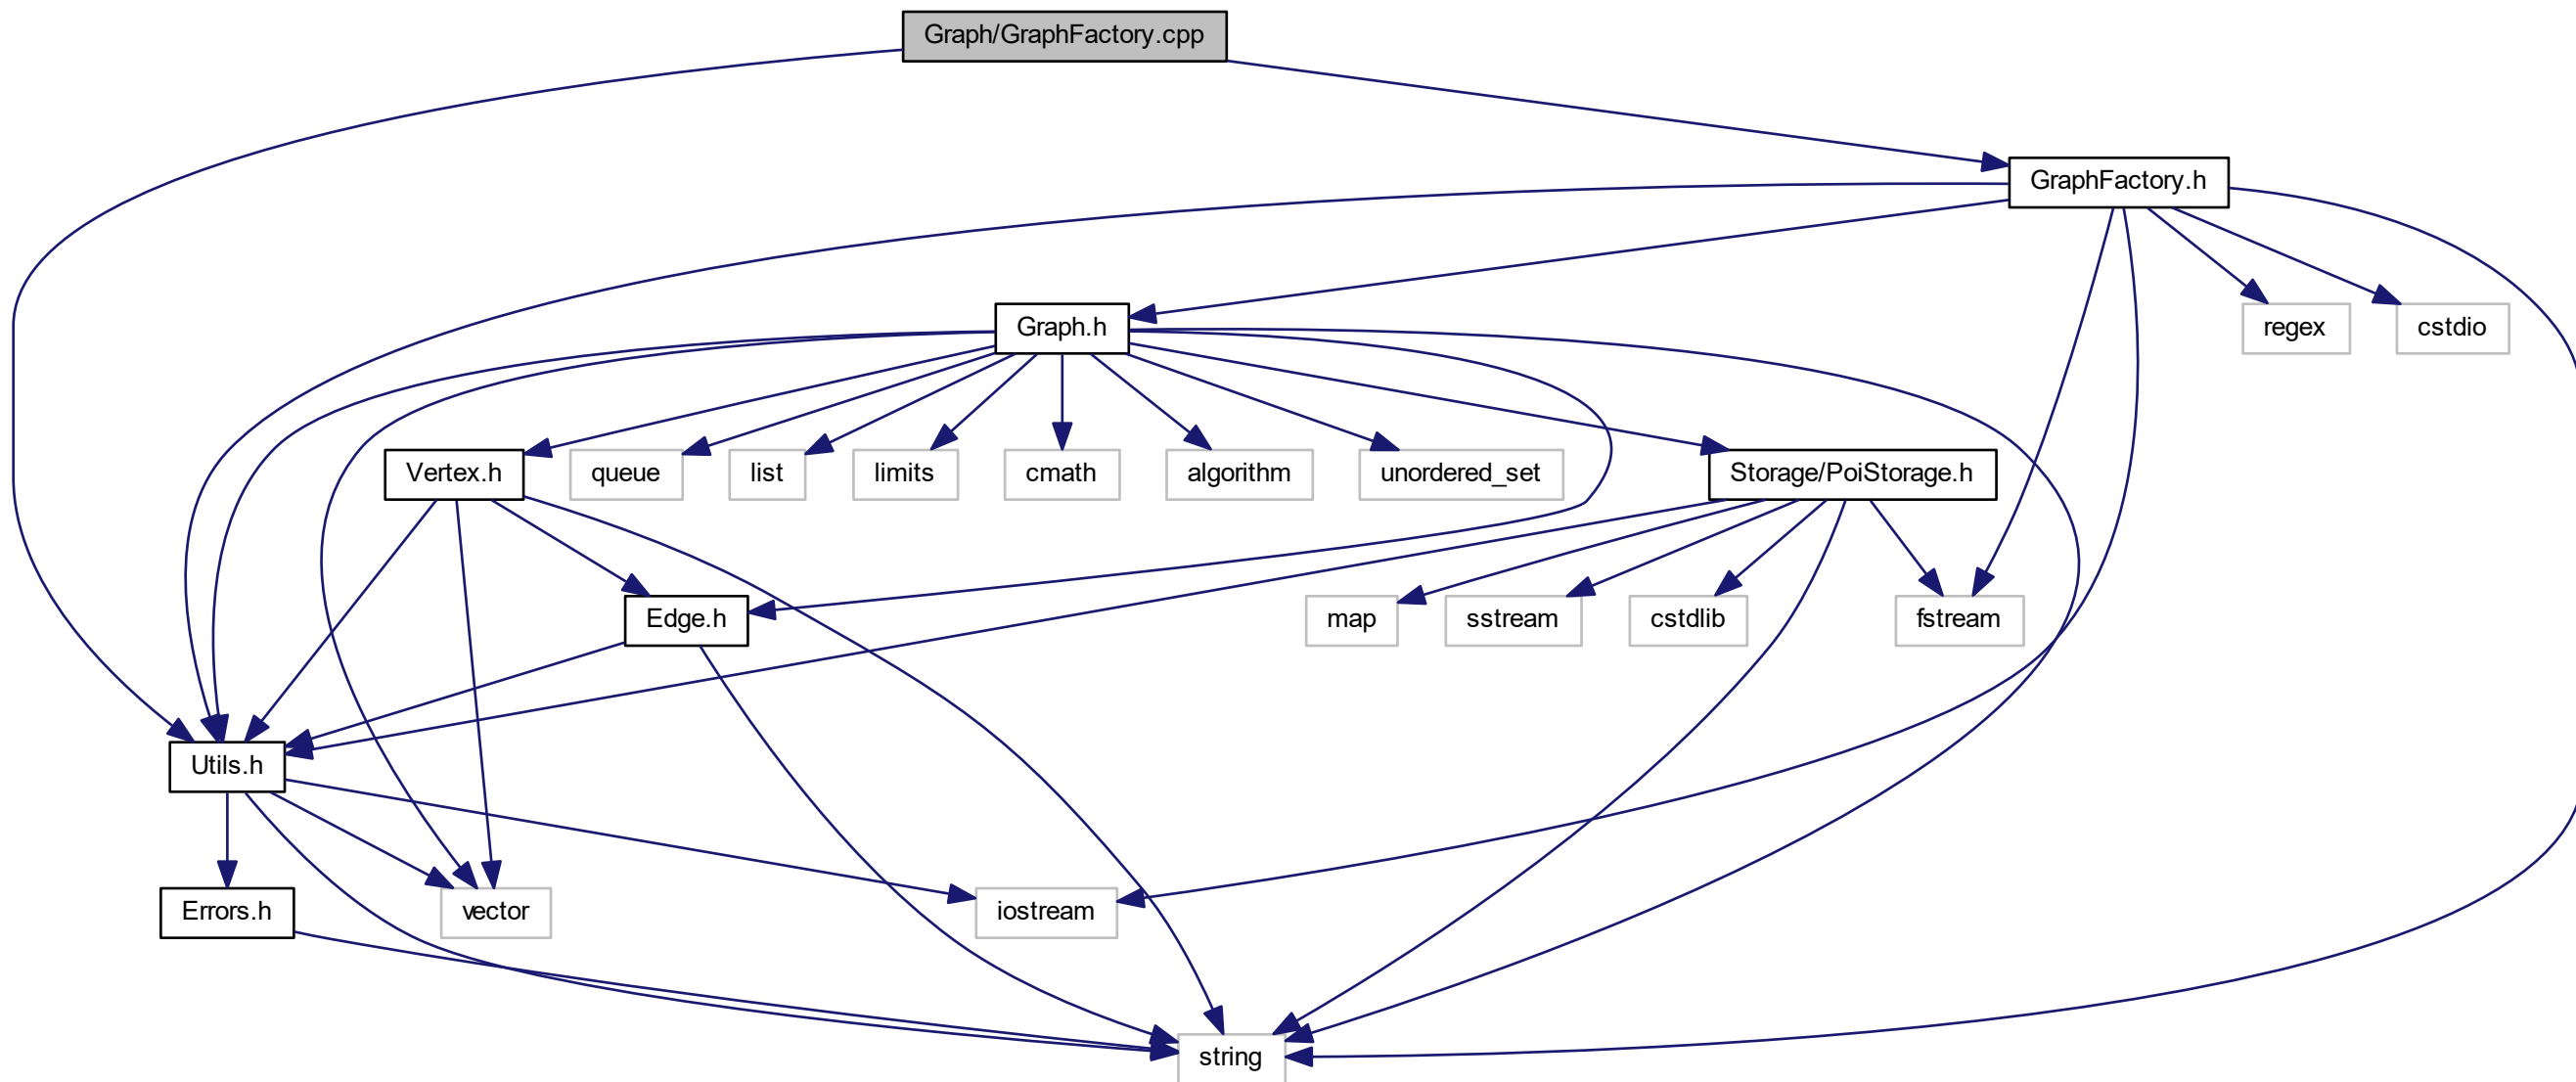 Graph/GraphFactory.cpp
GraphFactory.h
Graph.h
regex
cstdio
Vertex.h
queue
list
limits
cmath
algorithm
unordered_set
Storage/PoiStorage.h
Edge.h
map
sstream
cstdlib
fstream
Utils.h
Errors.h
vector
iostream
string